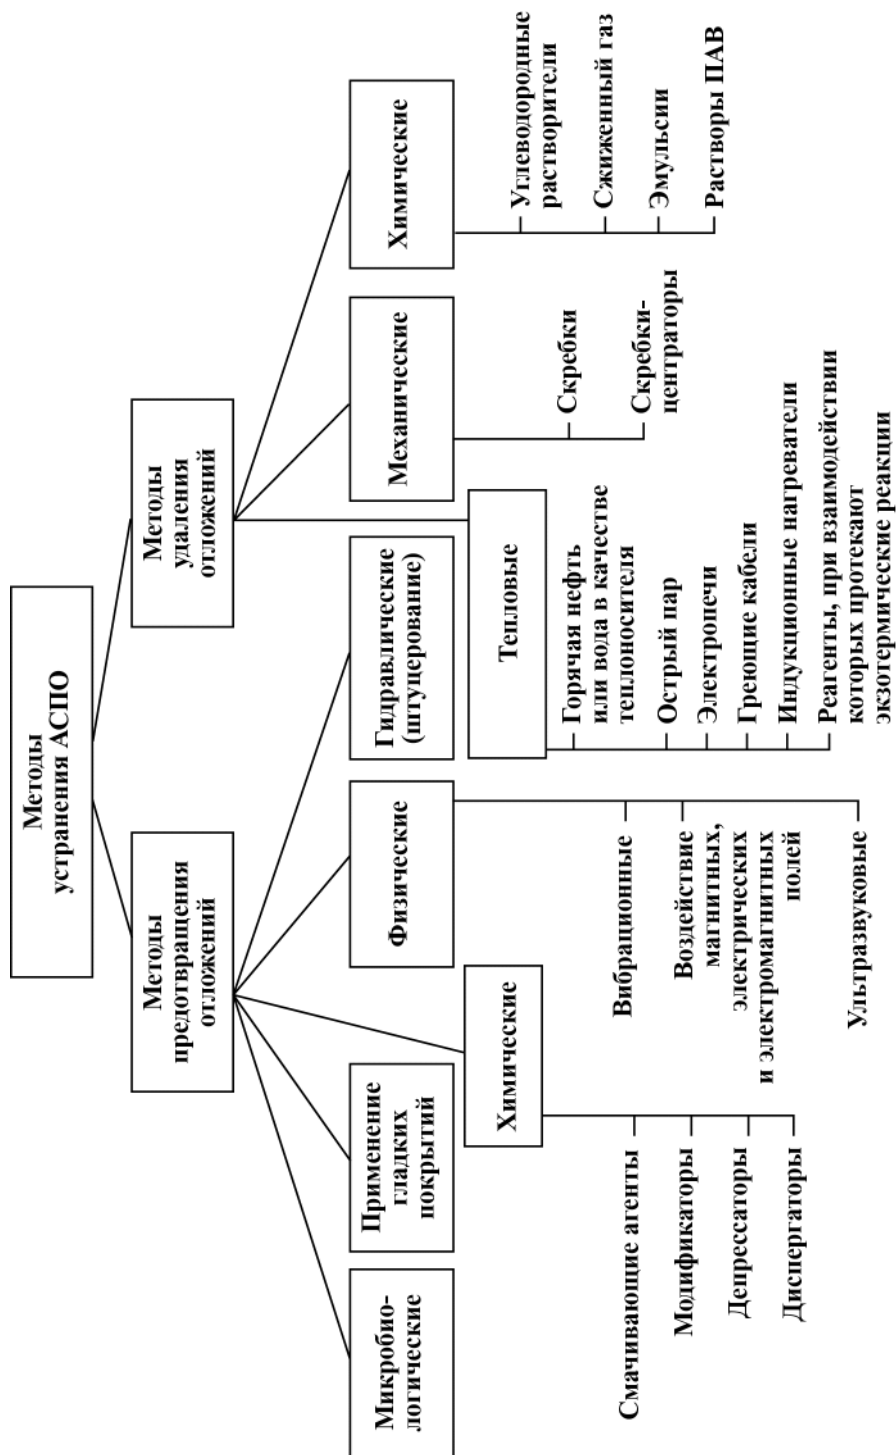 Методы
устранения АСПО
Методы
предотвращения
отложений
Методы
удаления
отложений
Микробио-
логические
Применение
гладких
покрытий
Химические
Физические
Гидравлические
(штуцерование)
Тепловые
Механические
Химические
Смачивающие агенты
Модификаторы
Депрессаторы
Диспергаторы
Вибрационные
Воздействие
магнитных,
электрических
и электромагнитных
полей
Ультразвуковые
Горячая нефть
или вода в качестве
теплоносителя
Острый пар
Электропечи
Греющие кабели
Индукционные нагреватели
Реагенты, при взаимодействии
которых протекают
экзотермические реакции
Скребки
Скребки-
центраторы
Углеводородные
растворители
Сжиженный газ
Эмульсии
Растворы ПАВ